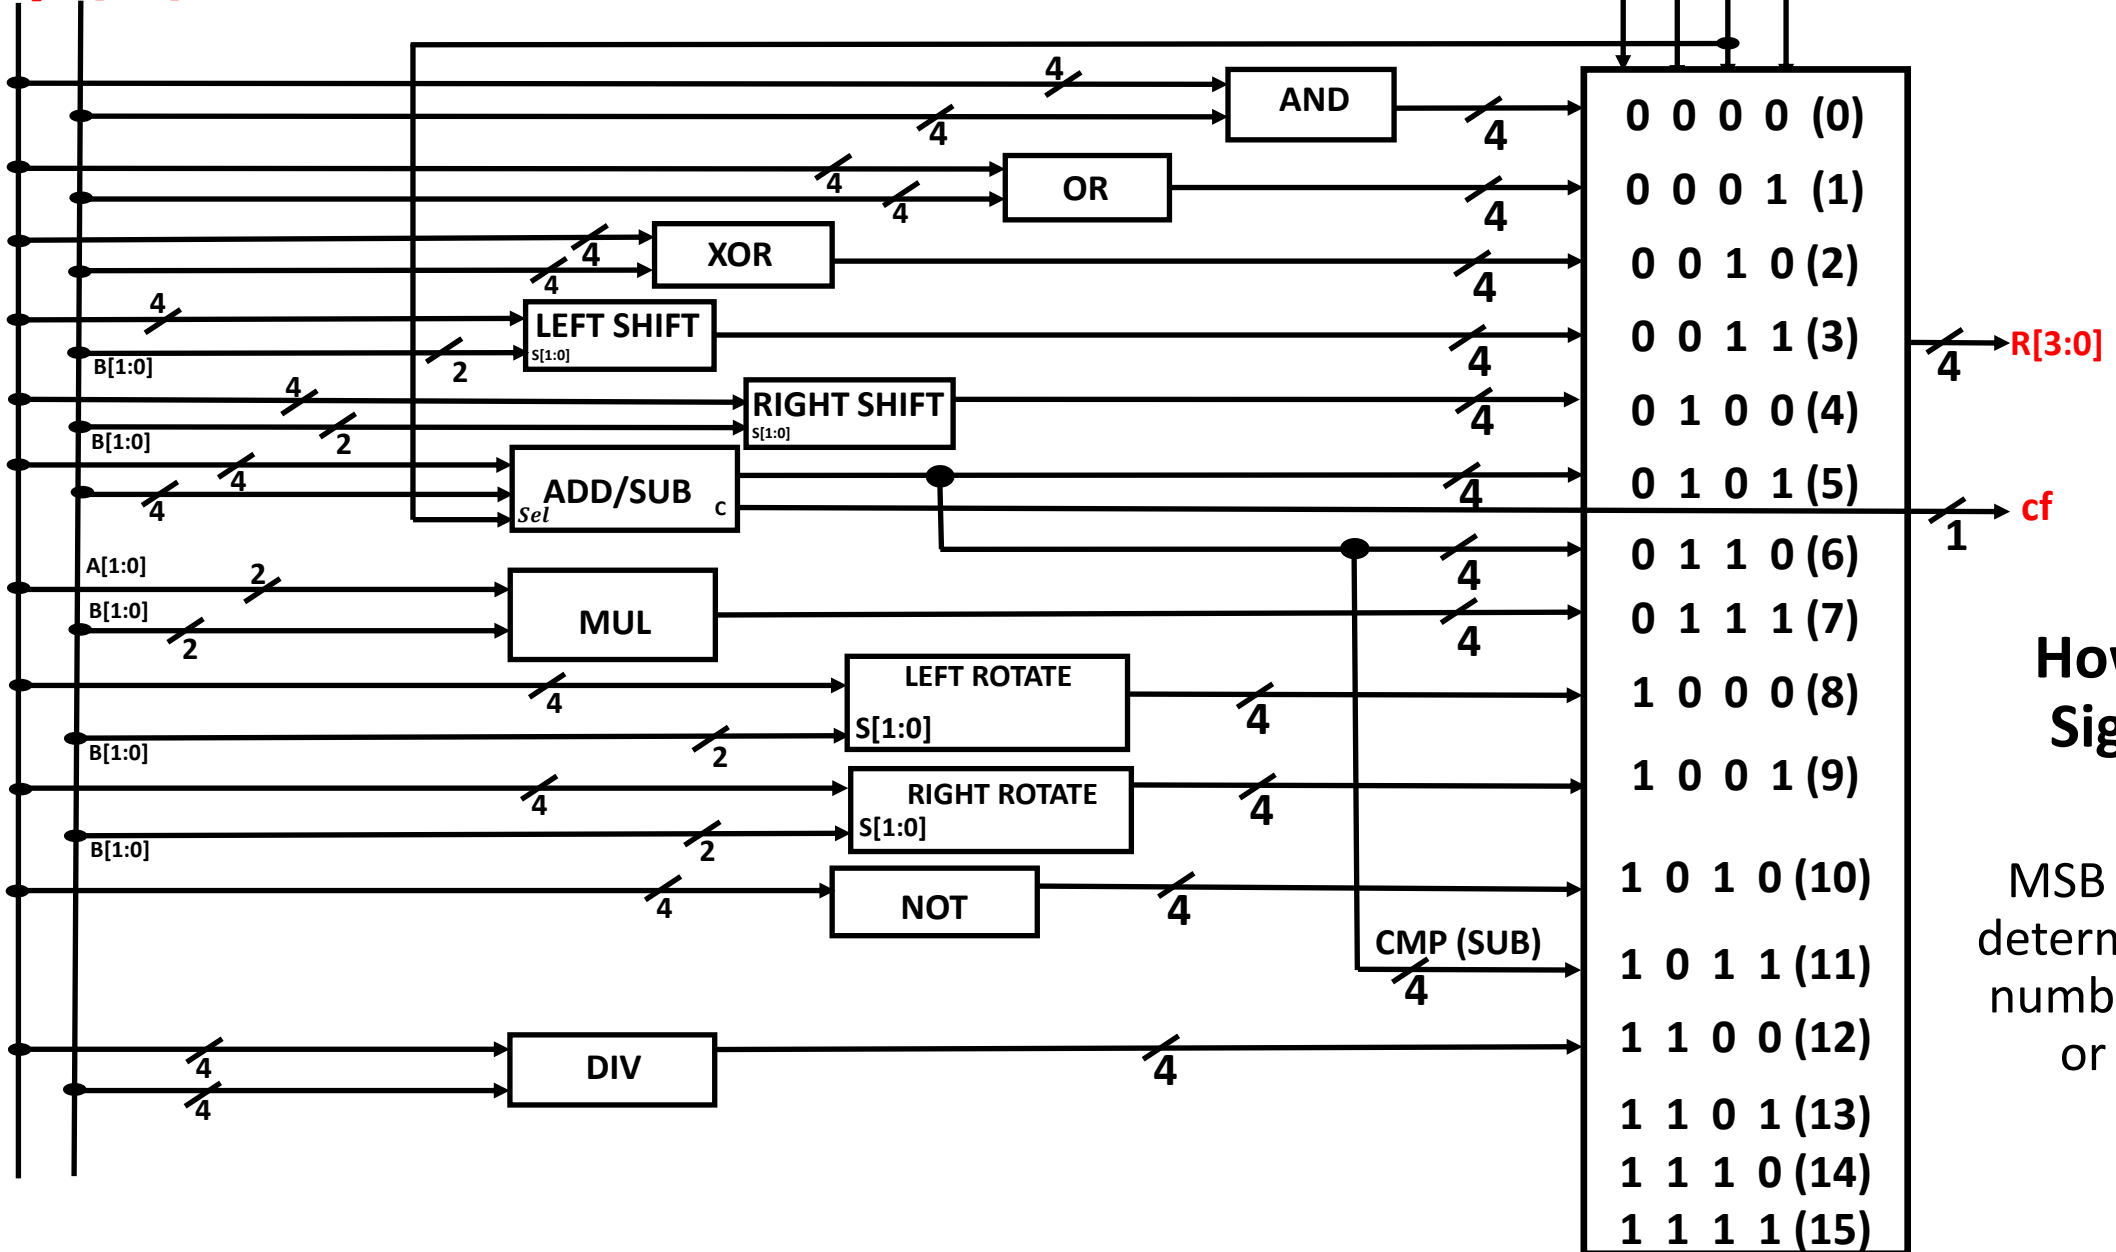 4
AND
0 0 0 0 (0)
4
4
4
OR
0 0 0 1 (1)
4
4
4
XOR
0 0 1 0 (2)
4
4
4
4
LEFT SHIFT
S[1:0]
0 0 1 1 (3)
B[1:0]
2
4
R[3:0]
4
4
RIGHT SHIFT
S[1:0]
0 1 0 0 (4)
B[1:0]
2
4
4
ADD/SUB
Sel
C
0 1 0 1 (5)
4
4
cf
1
A[1:0]
2
0 1 1 0 (6)
4
B[1:0]
2
MUL
0 1 1 1 (7)
4
LEFT ROTATE
S[1:0]
1 0 0 0 (8)
4
4
B[1:0]
2
RIGHT ROTATE
S[1:0]
1 0 0 1 (9)
4
4
B[1:0]
2
NOT
1 0 1 0 (10)
4
4
MSB
CMP (SUB)
1 0 1 1 (11)
4
or
DIV
1 1 0 0 (12)
4
4
4
1 1 0 1 (13)
1 1 1 0 (14)
1 1 1 1 (15)